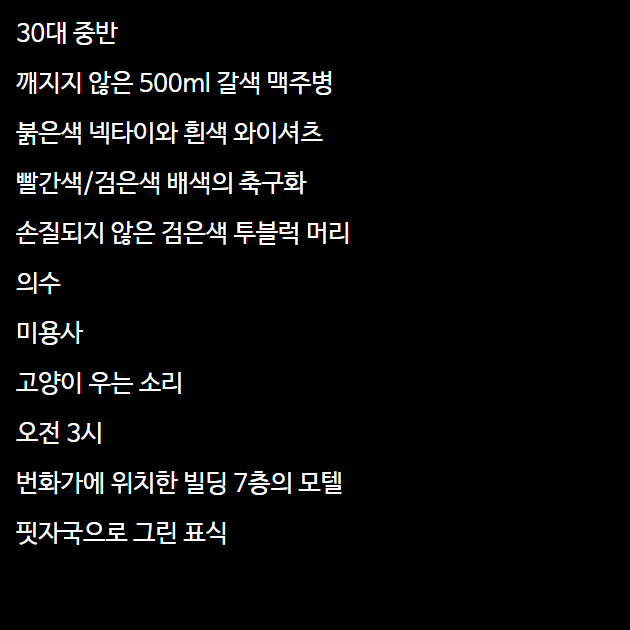 30대 중반
깨지지 않은 500ml 갈색 맥주병
붉은색 넥타이와 흰색 와이셔츠
빨간색/검은색 배색의 축구화
손질되지 않은 검은색 투블럭 머리
의수
미용사
고양이 우는 소리
오전 3시
번화가에 위치한 빌딩 7층의 모텔
핏자국으로 그린 표식